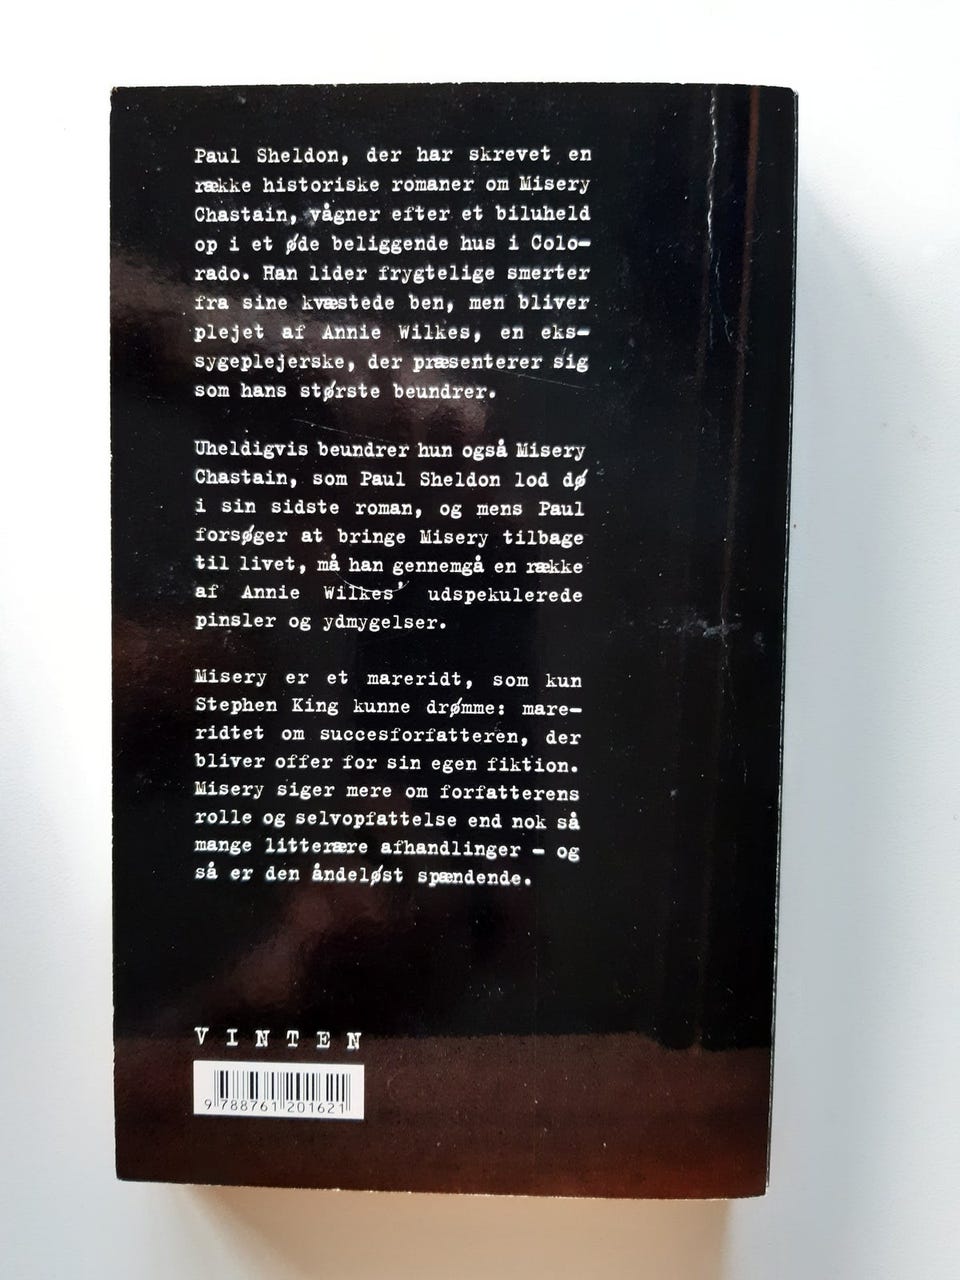 Paul Sheldon, der har skrevet en
række historiske romaner om Misery
Chastain, vågner efter et biluheld
op i et øde beliggende hus i Colo-
rado. Han lider frygtelige smerter
fra sine kvæstede ben, men bliver
plejet af Annie Wilkes, en eks-
sygeplejerske, der præsenterer sig
som hans største beundrer.
Uheldigvis beundrer hun også Misery
Chastain, som Paul Sheldon lod dø
i sin sidste roman, og mens Paul
forsøger at bringe Misery tilbage
til livet, må han gennemgå en række
af Annie Wilkes' udspekulerede
pinsler og ydmygelser.
Misery er et mareridt, som kun
Stephen King kunne drømme: mare-
ridtet om succesforfatteren, der
bliver offer for sin egen fiktion.
Misery siger mere om forfatterens
rolle og selvopfattelse end nok så
mange litterære afhandlinger - og
så er den åndeløst spændende.
VINTEN
9 788761 201621